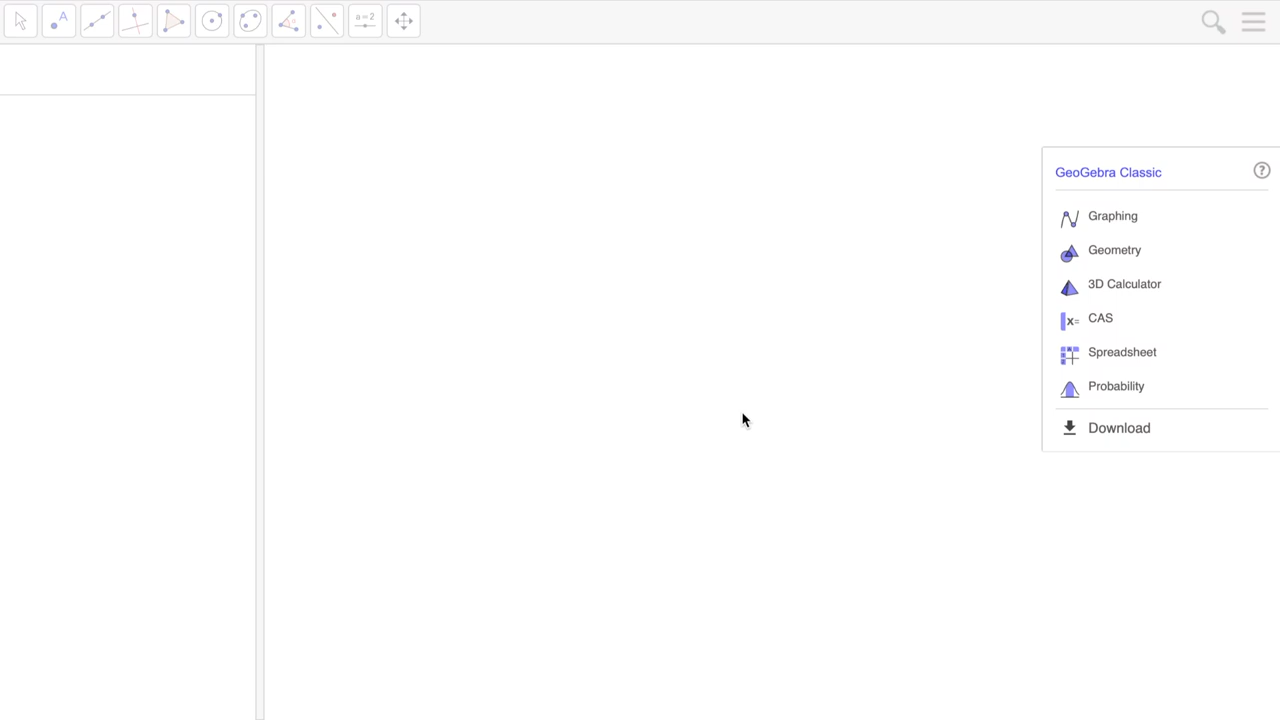 A
a=2
GeoGebra Classic
?
Graphing
Geometry
3D Calculator
x=
CAS
Spreadsheet
Probability
Download